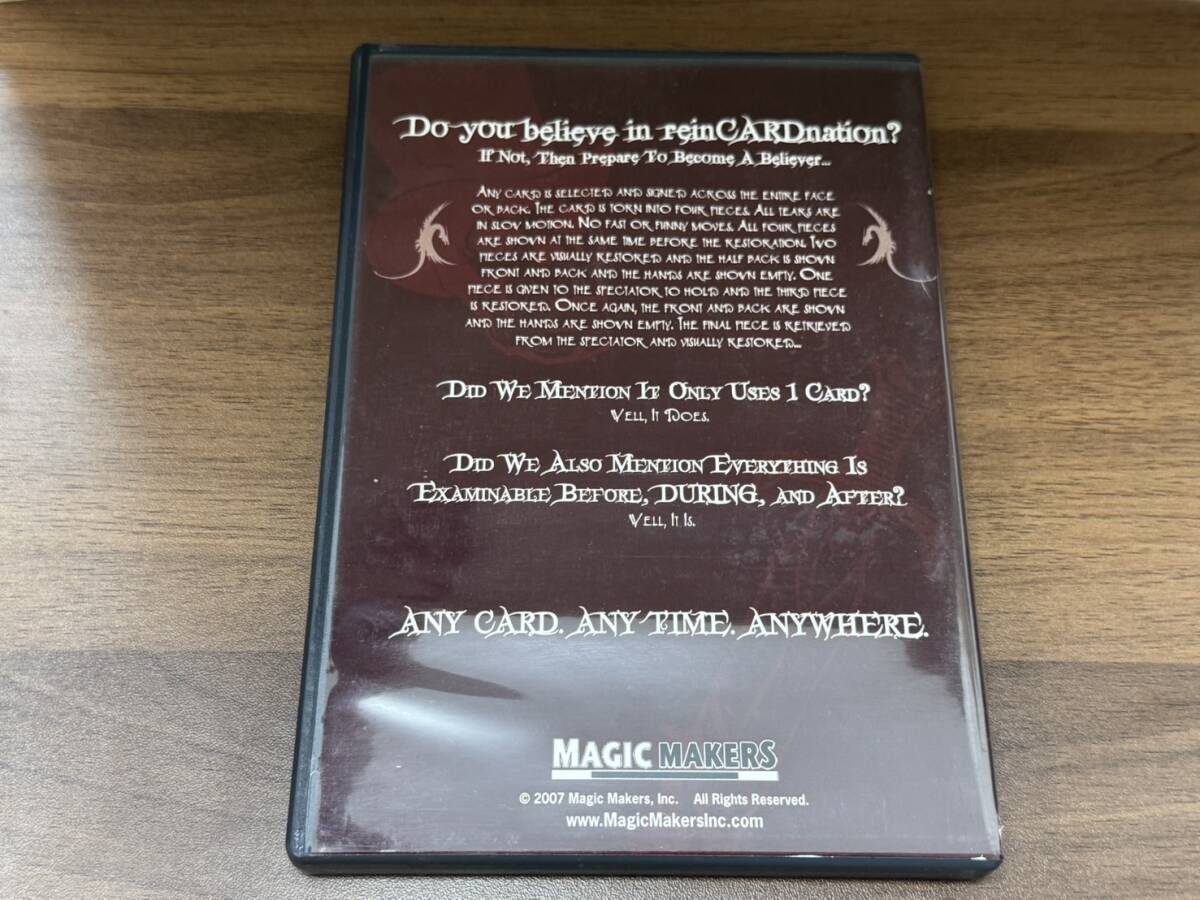 Do you believe in reinCARDnation?
If Not, Then Prepare To Become A Believer...
Any card is selected and signed across the entire face
or back. The card is torn into four pieces. All tears are
in slow motion. No fast or funny moves. All four pieces
are shown at the same time before the restoration. Two
pieces are visually restored and the half back is shown
front and back and the hands are shown empty. One
piece is given to the spectator to hold and the third piece
is restored. Once again, the front and back are shown
and the hands are shown empty. The final piece is retrieved
from the spectator and visually restored...
Did We Mention It Only Uses 1 Card?
Well, It Does.
Did We Also Mention Everything Is
Examinable Before, DURING, and After?
Well, It Is.
ANY CARD. ANY TIME. ANYWHERE.
MAGIC MAKERS
© 2007 Magic Makers, Inc. All Rights Reserved.
www.MagicMakersInc.com